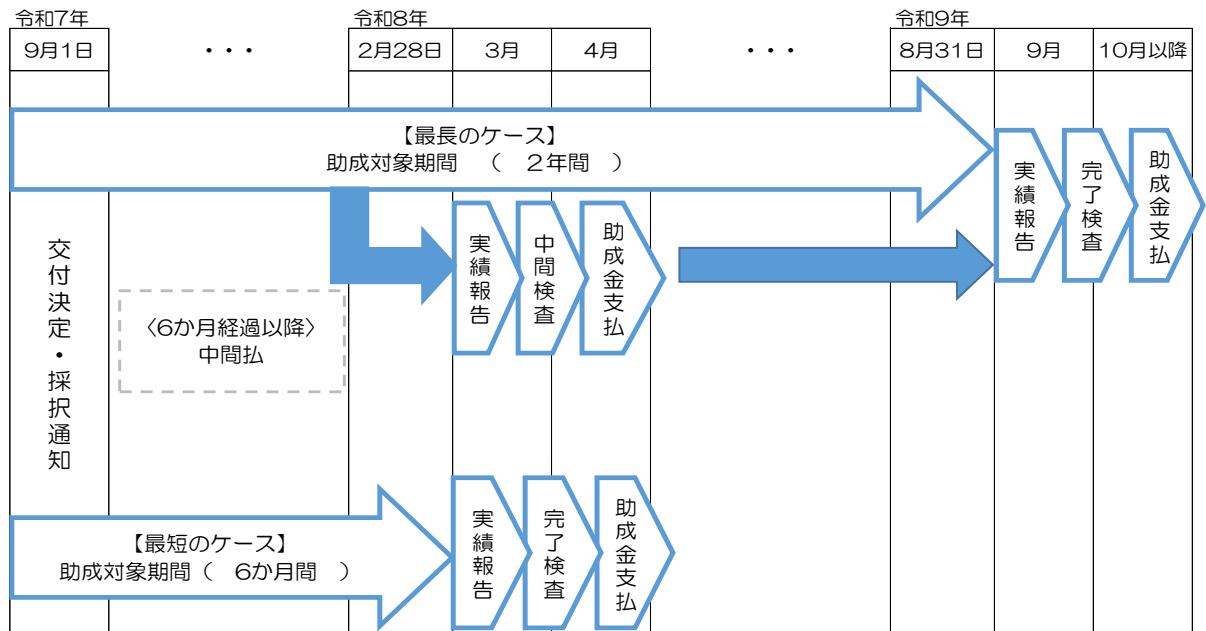 令和7年
令和8年
令和9年
9月1日
・・・
2月28日
3月
4月
・・・
8月31日
9月
10月以降
【最長のケース】
助成対象期間 （ 2年間 ）
実績報告
完了検査
助成金支払
交付決定・採択通知
〈6か月経過以降〉
中間払
実績報告
中間検査
助成金支払
【最短のケース】
助成対象期間（ 6か月間 ）
実績報告
完了検査
助成金支払